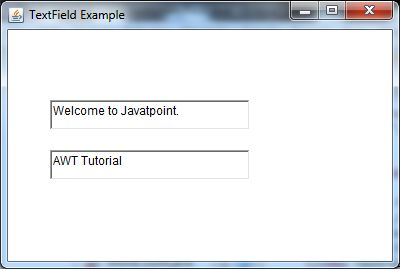 TextField Example
Welcome to Javatpoint.
AWT Tutorial